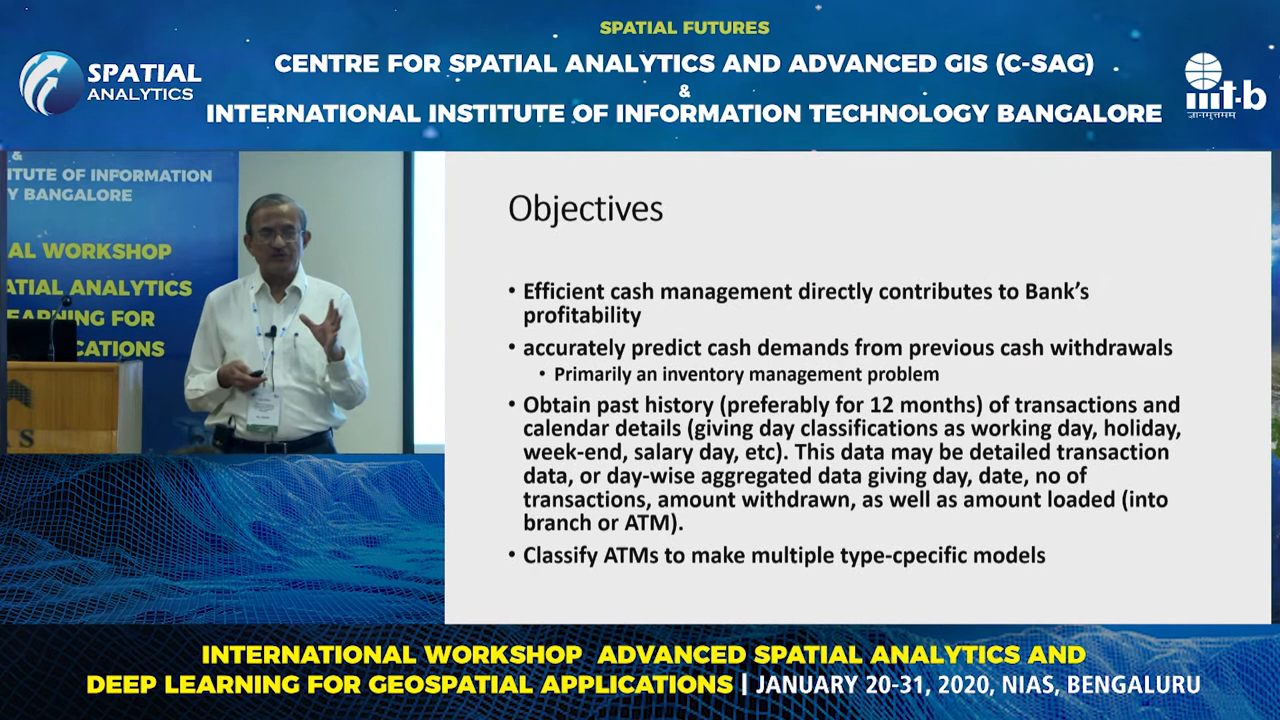 SPATIAL FUTURES
CENTRE FOR SPATIAL ANALYTICS AND ADVANCED GIS (C-SAG)
&
INTERNATIONAL INSTITUTE OF INFORMATION TECHNOLOGY BANGALORE
SPATIAL
ANALYTICS
iiit-b
ज्ञानमुत्तमम्
&
ITUTE OF INFORMATION
Y BANGALORE
AL WORKSHOP
ATIAL ANALYTICS
EARNING FOR
CATIONS
Objectives
• Efficient cash management directly contributes to Bank's
profitability
• accurately predict cash demands from previous cash withdrawals
• Primarily an inventory management problem
• Obtain past history (preferably for 12 months) of transactions and
calendar details (giving day classifications as working day, holiday,
week-end, salary day, etc). This data may be detailed transaction
data, or day-wise aggregated data giving day, date, no of
transactions, amount withdrawn, as well as amount loaded (into
branch or ATM).
• Classify ATMs to make multiple type-cpecific models
INTERNATIONAL WORKSHOP ADVANCED SPATIAL ANALYTICS AND
DEEP LEARNING FOR GEOSPATIAL APPLICATIONS | JANUARY 20-31, 2020, NIAS, BENGALURU